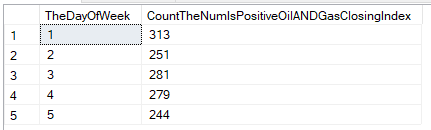 TheDayOfWeek CountTheNumIsPositiveOilANDGasClosingIndex
1 1 313
2 2 251
3 3 281
4 4 279
5 5 244